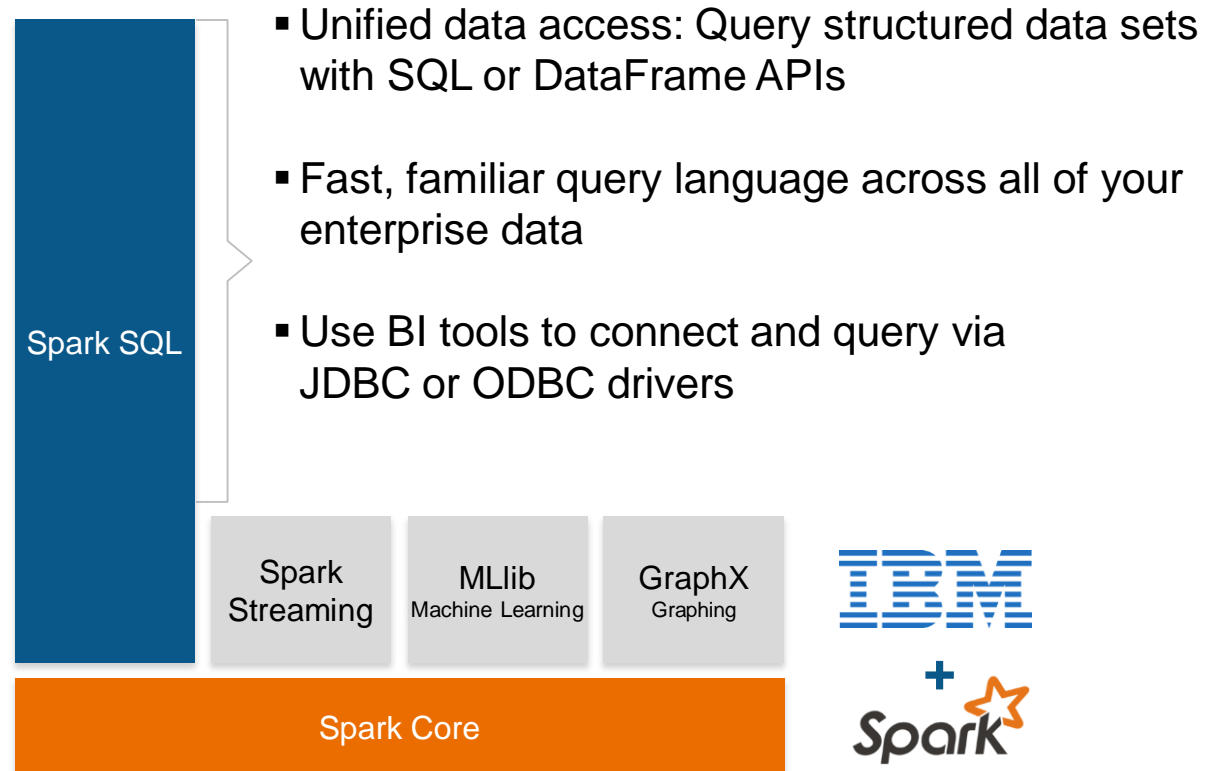 ▪ Unified data access: Query structured data sets
with SQL or DataFrame APIs
▪ Fast, familiar query language across all of your
enterprise data
▪ Use BI tools to connect and query via
JDBC or ODBC drivers
Spark SQL
Spark
Streaming
MLlib
Machine Learning
GraphX
Graphing
Spark Core
IBM
+
Spark